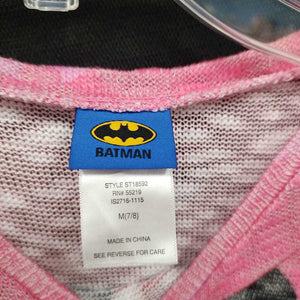 BATMAN
STYLE ST18592
RN# 55219
IS2716-1115
M(7/8)
MADE IN CHINA
SEE REVERSE FOR CARE